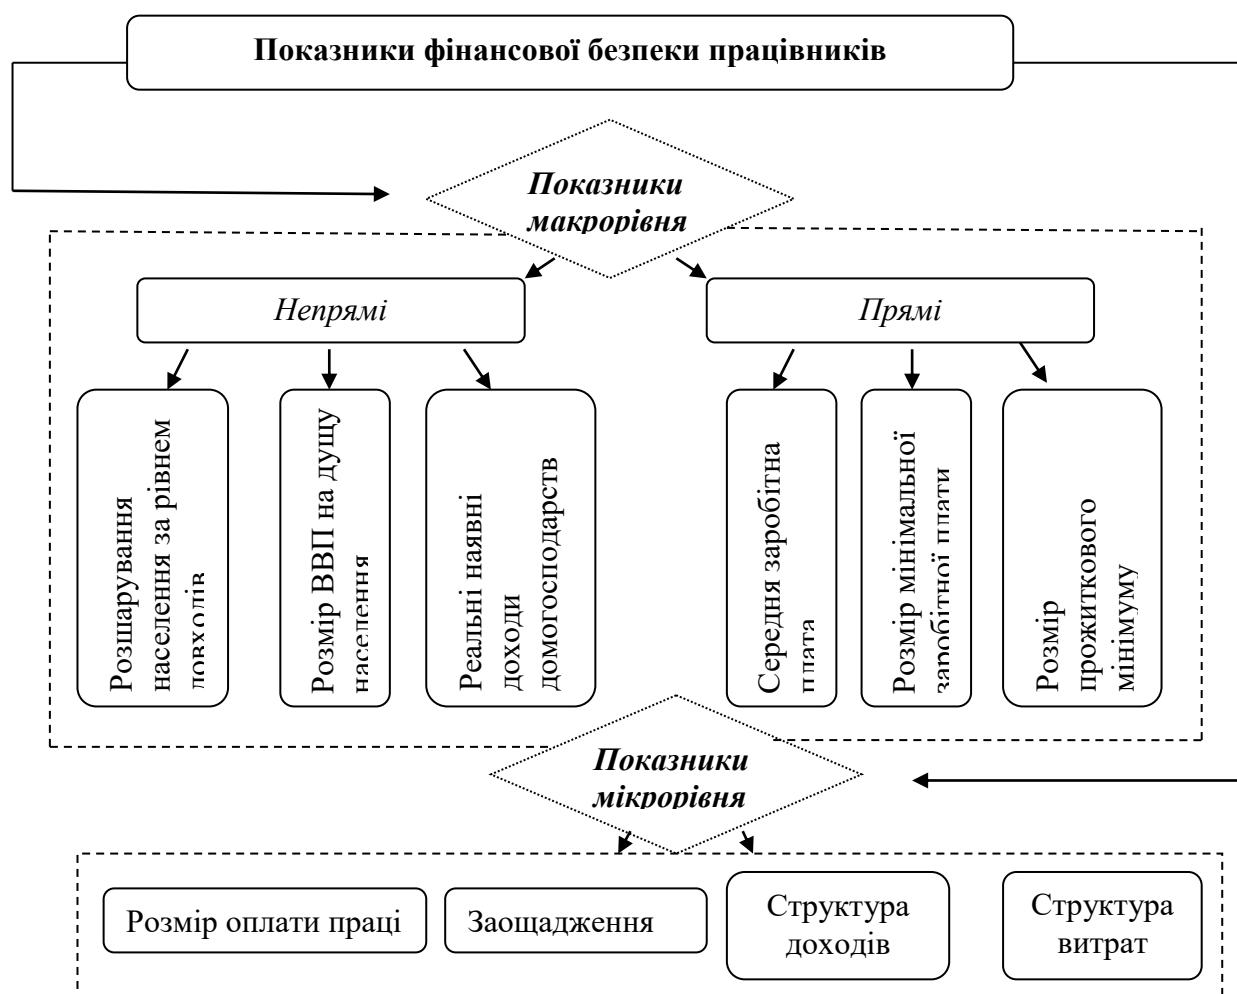 Показники фінансової безпеки працівників
Показники
макрорівня
Непрямі
Прямі
Розшарування
населення за рівнем
доходів
Розмір ВВП на душу
населення
Реальні наявні
доходи
домогосподарств
Середня заробітна
плата
Розмір мінімальної
заробітної плати
Розмір
прожиткового
мінімуму
Показники
мікрорівня
Розмір оплати праці
Заощадження
Структура
доходів
Структура
витрат